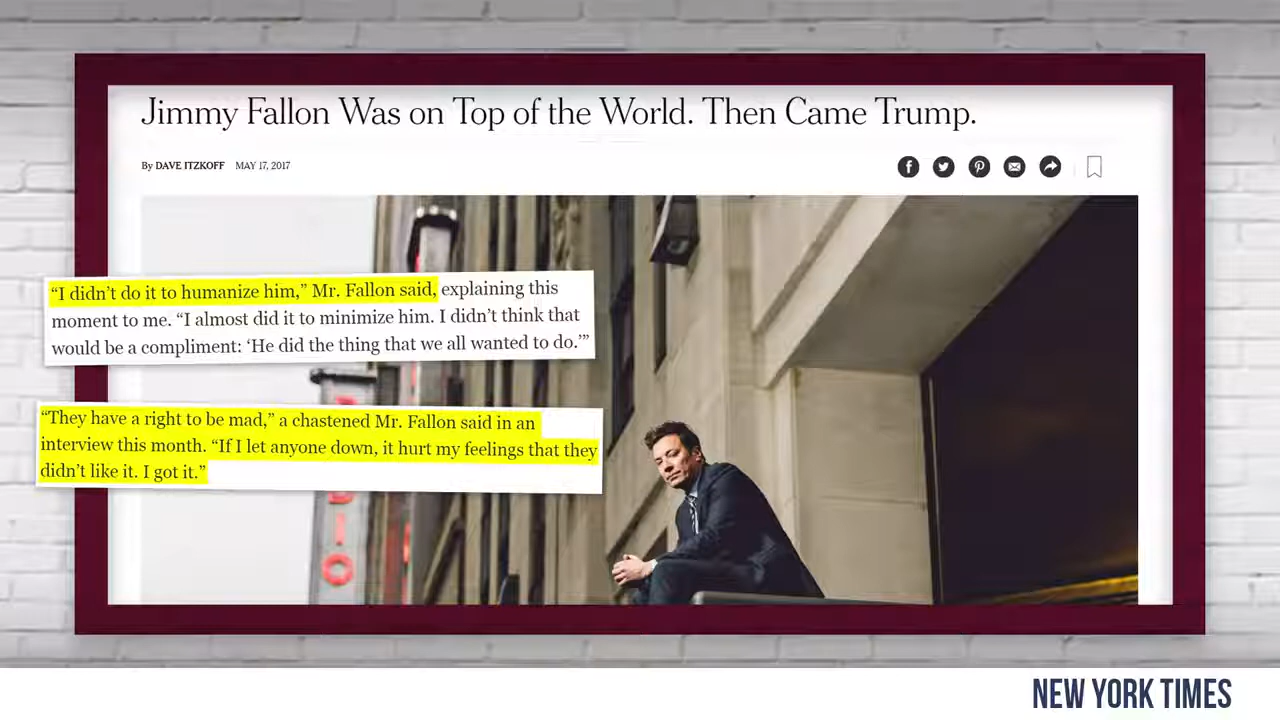 Jimmy Fallon Was on Top of the World. Then Came Trump.
By DAVE ITZKOFF MAY 17, 2017
“I didn’t do it to humanize him,” Mr. Fallon said, explaining this
moment to me. “I almost did it to minimize him. I didn’t think that
would be a compliment: ‘He did the thing that we all wanted to do.’”
“They have a right to be mad,” a chastened Mr. Fallon said in an
interview this month. “If I let anyone down, it hurt my feelings that they
didn’t like it. I got it.”
DIO
NEW YORK TIMES